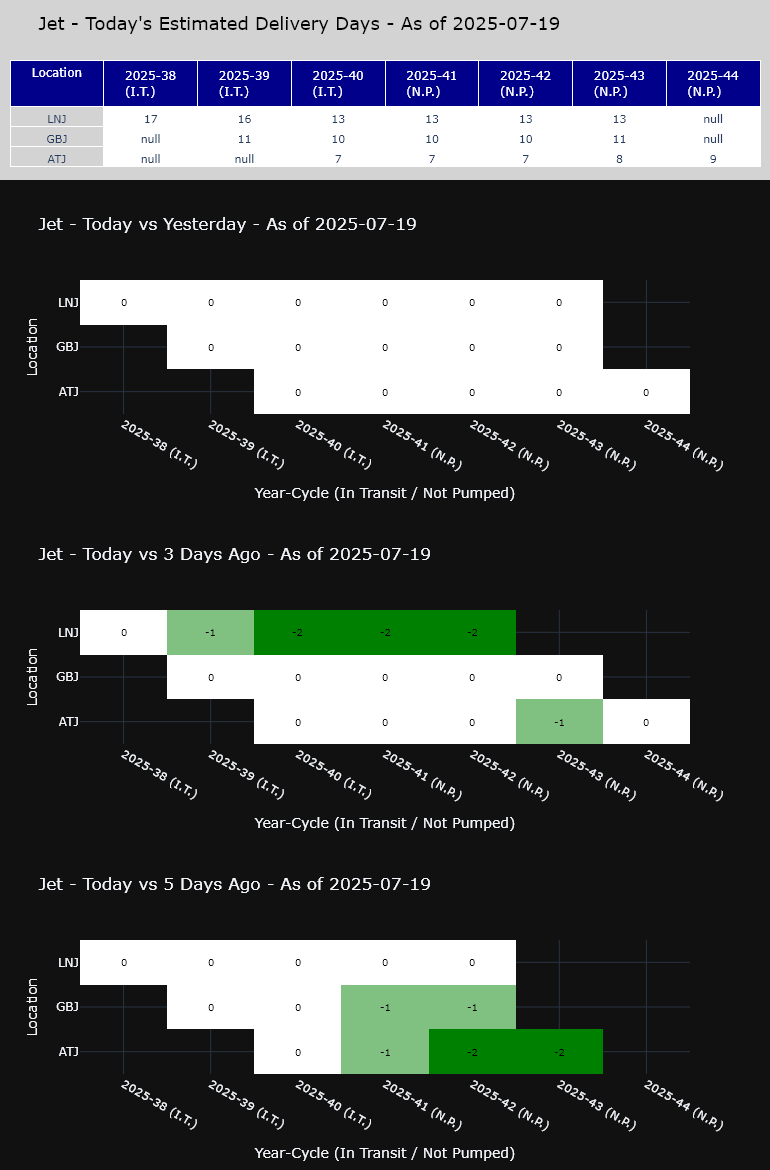 Jet - Today's Estimated Delivery Days - As of 2025-07-19
Location 2025-38 (I.T.) 2025-39 (I.T.) 2025-40 (I.T.) 2025-41 (N.P.) 2025-42 (N.P.) 2025-43 (N.P.) 2025-44 (N.P.)
LNJ 17 16 13 13 13 13 null
GBJ null 11 10 10 10 11 null
ATJ null null 7 7 7 8 9
Jet - Today vs Yesterday - As of 2025-07-19
Location
LNJ 0 0 0 0 0 0
GBJ 0 0 0 0 0
ATJ 0 0 0 0 0
2025-38 (I.T.) 2025-39 (I.T.) 2025-40 (I.T.) 2025-41 (N.P.) 2025-42 (N.P.) 2025-43 (N.P.) 2025-44 (N.P.)
Year-Cycle (In Transit / Not Pumped)
Jet - Today vs 3 Days Ago - As of 2025-07-19
Location
LNJ 0 -1 -2 -2 -2
GBJ 0 0 0 0 0
ATJ 0 0 0 -1 0
2025-38 (I.T.) 2025-39 (I.T.) 2025-40 (I.T.) 2025-41 (N.P.) 2025-42 (N.P.) 2025-43 (N.P.) 2025-44 (N.P.)
Year-Cycle (In Transit / Not Pumped)
Jet - Today vs 5 Days Ago - As of 2025-07-19
Location
LNJ 0 0 0 0 0
GBJ 0 0 -1 -1
ATJ 0 -1 -2 -2
2025-38 (I.T.) 2025-39 (I.T.) 2025-40 (I.T.) 2025-41 (N.P.) 2025-42 (N.P.) 2025-43 (N.P.) 2025-44 (N.P.)
Year-Cycle (In Transit / Not Pumped)